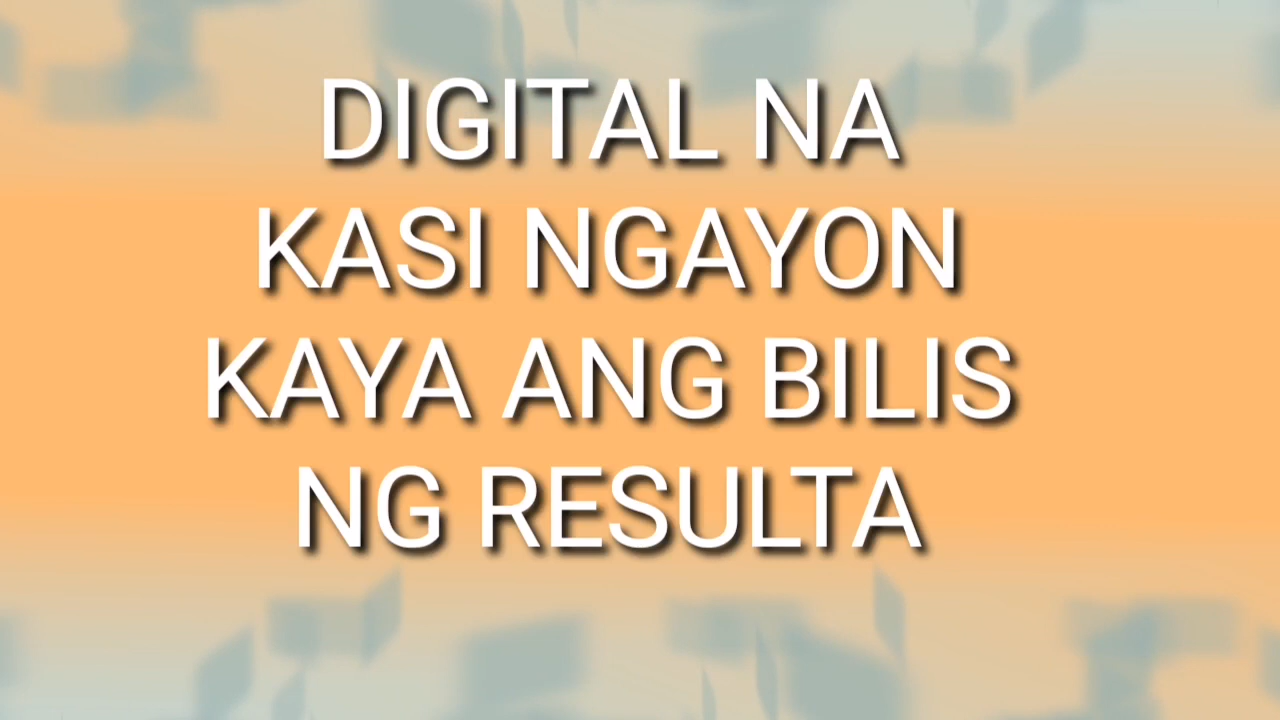 DIGITAL NA
KASI NGAYON
KAYA ANG BILIS
NG RESULTA